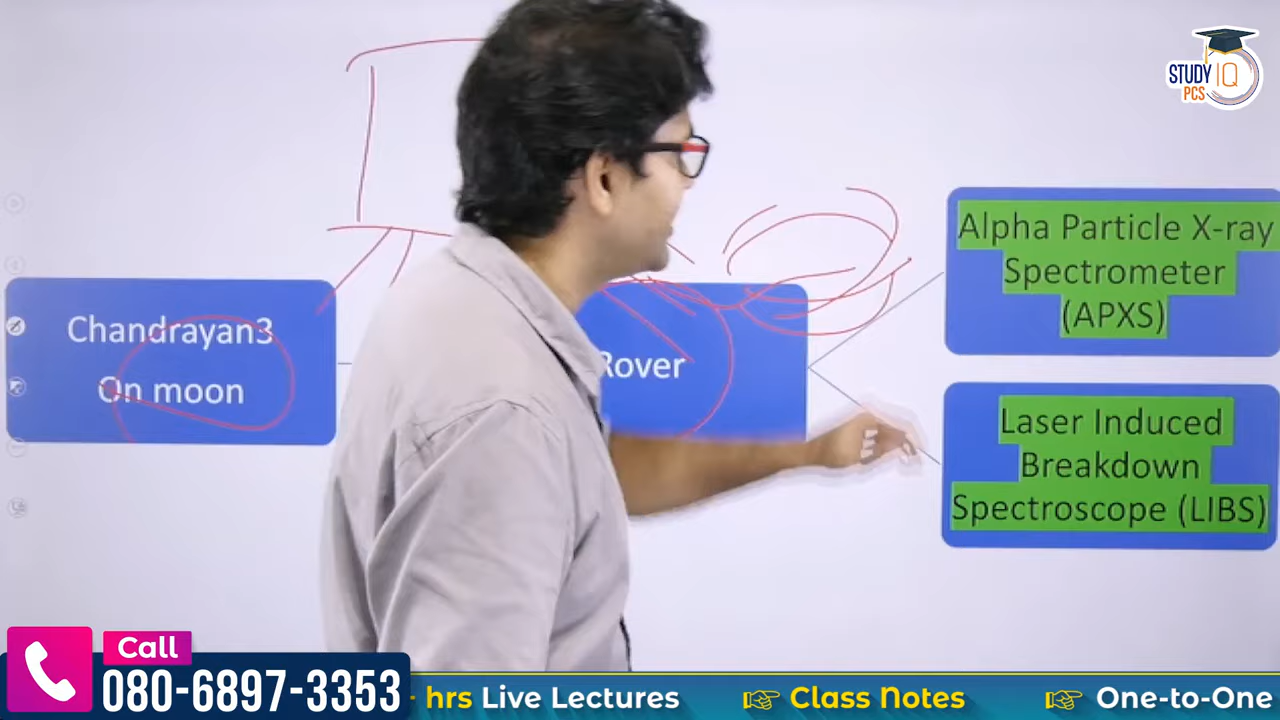 STUDY IQ
PCS
Chandrayan3
On moon
Rover
Alpha Particle X-ray
Spectrometer
(APXS)
Laser Induced
Breakdown
Spectroscope (LIBS)
Call
080-6897-3353
hrs Live Lectures
Class Notes
One-to-One